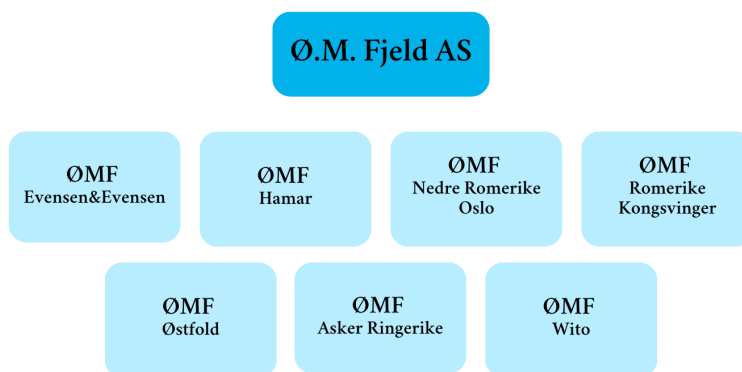 Ø.M. Fjeld AS
ØMF
Evensen&Evensen
ØMF
Hamar
ØMF
Nedre Romerike
Oslo
ØMF
Romerike
Kongsvinger
ØMF
Østfold
ØMF
Asker Ringerike
ØMF
Wito